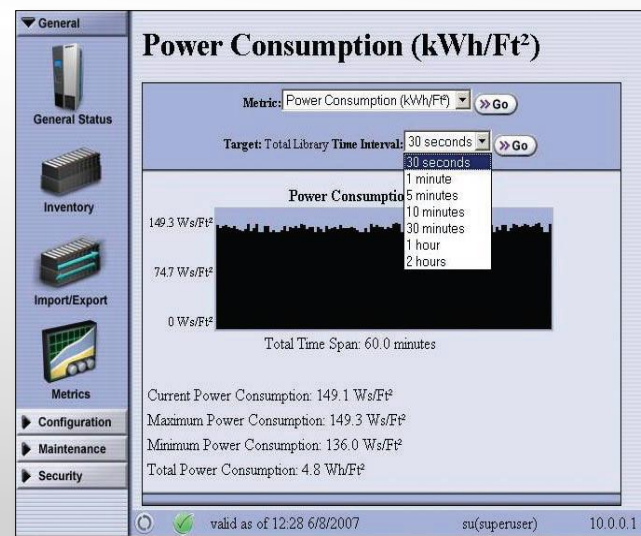 General
General Status
Inventory
Import/Export
Metrics
Configuration
Maintenance
Security
Power Consumption (kWh/Ft²)
Metric: Power Consumption (kWh/Ft²) Go
Target: Total Library Time Interval: 30 seconds Go
30 seconds
1 minute
5 minutes
10 minutes
30 minutes
1 hour
2 hours
Power Consumptio
149.3 Ws/Ft²
74.7 Ws/Ft²
0 Ws/Ft²
Total Time Span: 60.0 minutes
Current Power Consumption: 149.1 Ws/Ft²
Maximum Power Consumption: 149.3 Ws/Ft²
Minimum Power Consumption: 136.0 Ws/Ft²
Total Power Consumption: 4.8 Wh/Ft²
valid as of 12:28 6/8/2007 su(superuser) 10.0.0.1